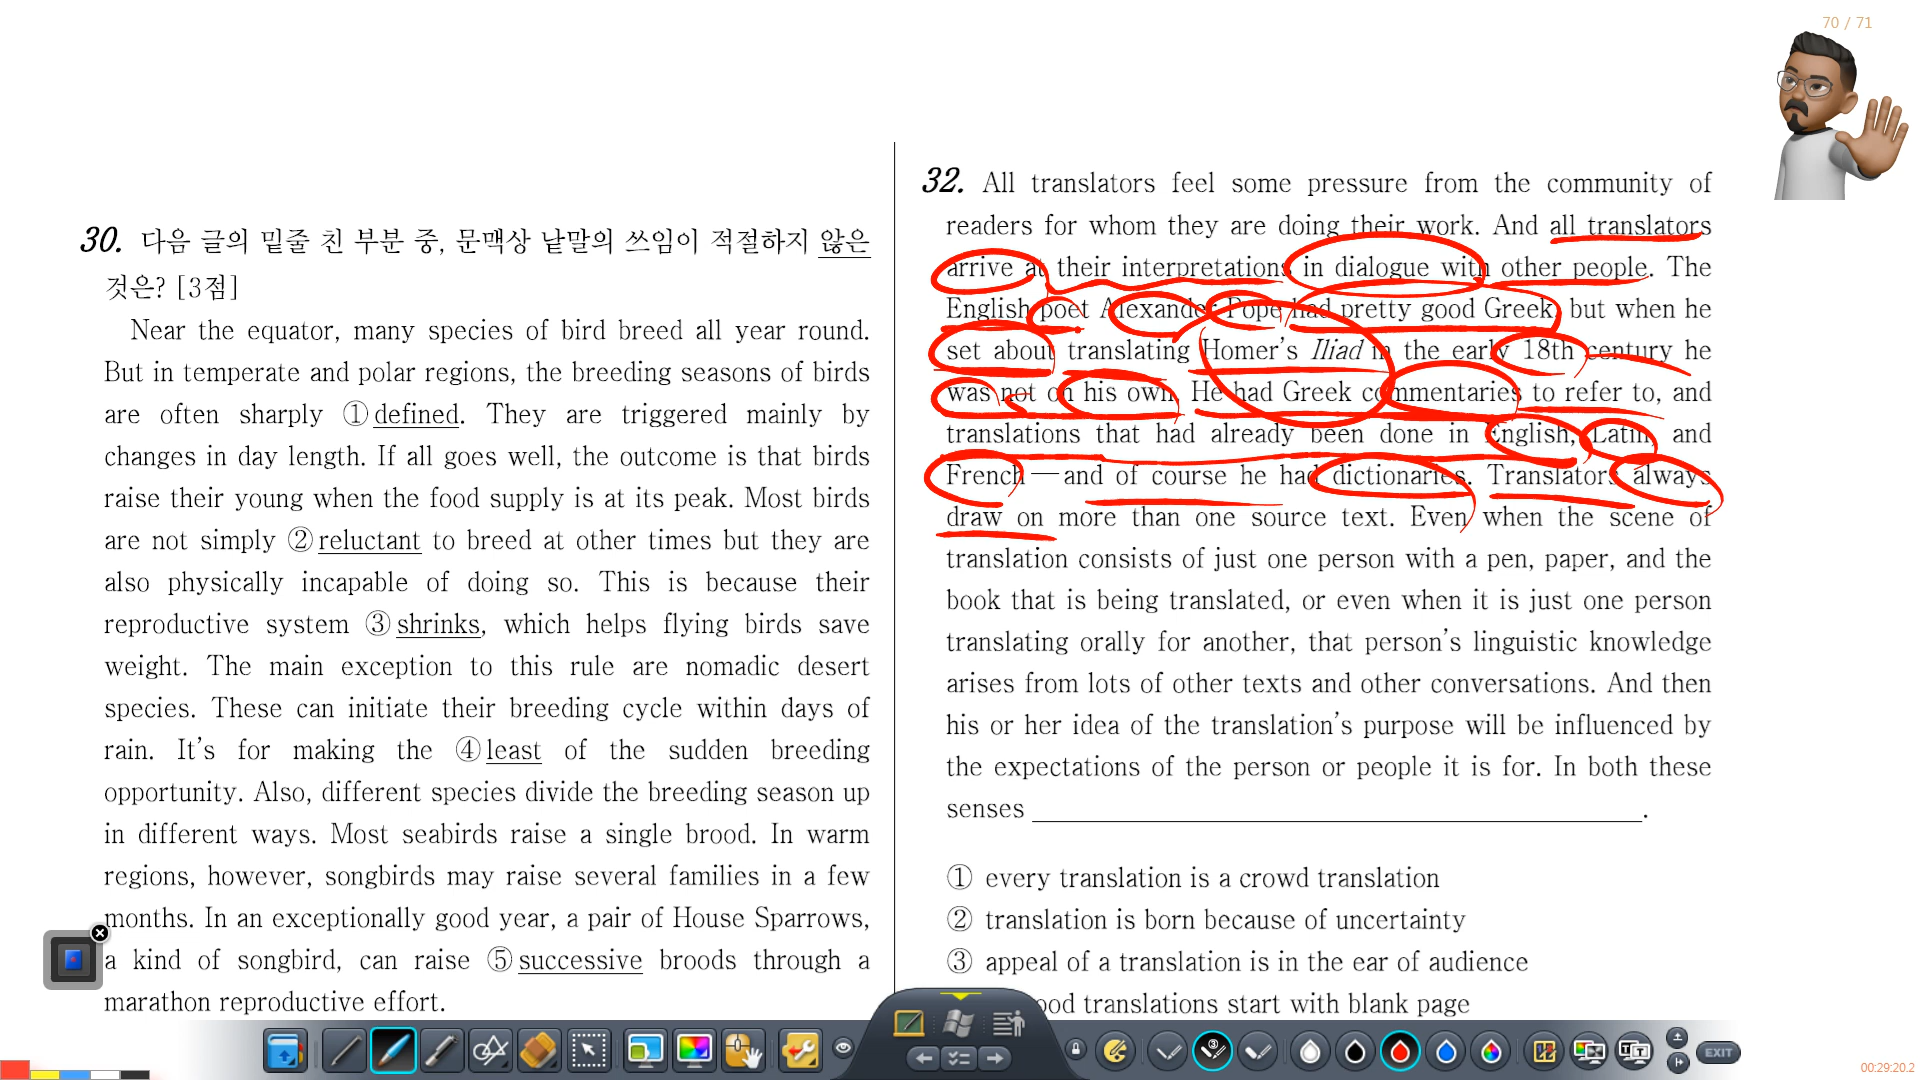 70 / 71
30. 다음 글의 밑줄 친 부분 중, 문맥상 낱말의 쓰임이 적절하지 않은
것은? [3점]
Near the equator, many species of bird breed all year round.
But in temperate and polar regions, the breeding seasons of birds
are often sharply ①defined. They are triggered mainly by
changes in day length. If all goes well, the outcome is that birds
raise their young when the food supply is at its peak. Most birds
are not simply ②reluctant to breed at other times but they are
also physically incapable of doing so. This is because their
reproductive system ③shrinks, which helps flying birds save
weight. The main exception to this rule are nomadic desert
species. These can initiate their breeding cycle within days of
rain. It's for making the ④least of the sudden breeding
opportunity. Also, different species divide the breeding season up
in different ways. Most seabirds raise a single brood. In warm
regions, however, songbirds may raise several families in a few
months. In an exceptionally good year, a pair of House Sparrows,
a kind of songbird, can raise ⑤successive broods through a
marathon reproductive effort.
32. All translators feel some pressure from the community of
readers for whom they are doing their work. And all translators
arrive at their interpretations in dialogue with other people. The
English poet Alexander Pope had pretty good Greek, but when he
set about translating Homer's Iliad in the early 18th century he
was not on his own. He had Greek commentaries to refer to, and
translations that had already been done in English, Latin, and
French—and of course he had dictionaries. Translators always
draw on more than one source text. Even when the scene of
translation consists of just one person with a pen, paper, and the
book that is being translated, or even when it is just one person
translating orally for another, that person's linguistic knowledge
arises from lots of other texts and other conversations. And then
his or her idea of the translation's purpose will be influenced by
the expectations of the person or people it is for. In both these
senses ____________________.
① every translation is a crowd translation
② translation is born because of uncertainty
③ appeal of a translation is in the ear of audience
translations start with blank page
EXIT
00:29:20.2